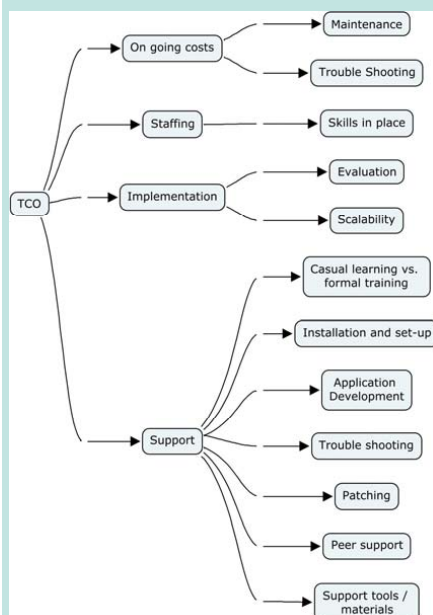 Maintenance
On going costs
Trouble Shooting
Staffing
Skills in place
Evaluation
Implementation
TCO
Scalability
Casual learning vs.
formal training
Installation and set-up
Application
Development
Support
Trouble shooting
Patching
Peer support
Support tools /
materials